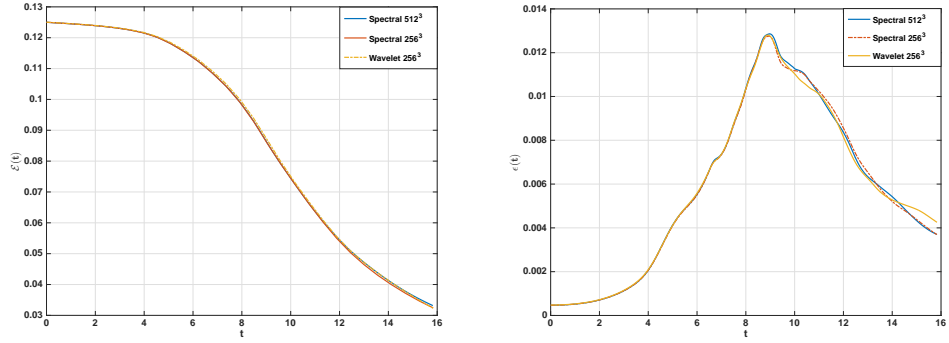 0.13
0.12
0.11
0.1
0.09
0.08
0.07
0.06
0.05
0.04
0.03
ℰ(t)
0 2 4 6 8 10 12 14 16
t
Spectral 512³
Spectral 256³
Wavelet 256³
0.014
0.012
0.01
0.008
0.006
0.004
0.002
0
ϵ(t)
0 2 4 6 8 10 12 14 16
t
Spectral 512³
Spectral 256³
Wavelet 256³